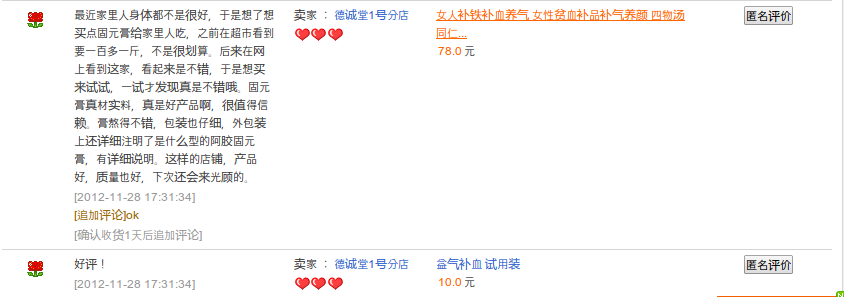 最近家里人身体都不是很好，于是想了想
买点固元膏给家里人吃，之前在超市看到
要一百多一斤，不是很划算。后来在网
上看到这家，看起来是不错，于是想买
来试试，一试才发现真是不错哦。固元
膏真材实料，真是好产品啊，很值得信
赖。膏熬得不错，包装也仔细，外包装
上还详细注明了是什么型的阿胶固元
膏，有详细说明。这样的店铺，产品
好，质量也好，下次还会来光顾的。
[2012-11-28 17:31:34]
[追加评论]ok
[确认收货1天后追加评论]
卖家 ： 德诚堂1号分店
女人补铁补血养气 女性贫血补品补气养颜 四物汤
同仁...
78.0 元
匿名评价
好评！
[2012-11-28 17:31:34]
卖家 ： 德诚堂1号分店
益气补血 试用装
10.0 元
匿名评价